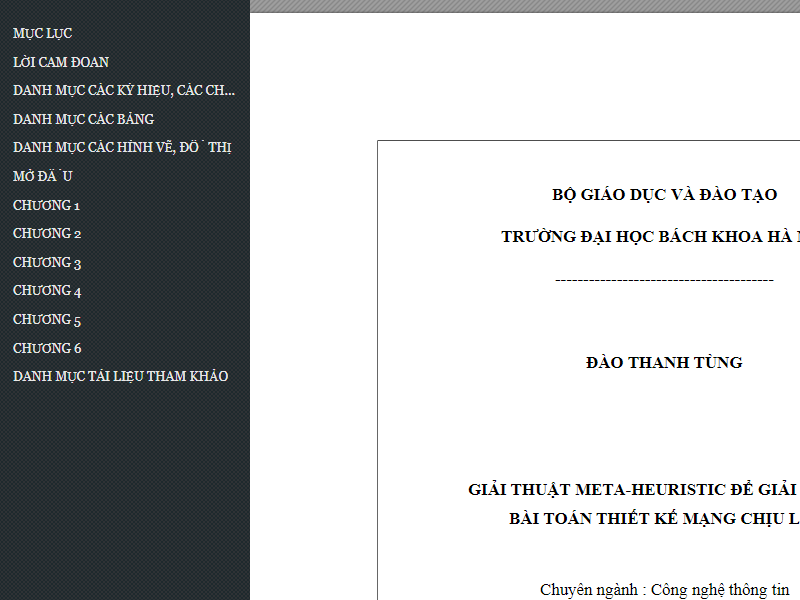 MỤC LỤC
LỜI CAM ĐOAN
DANH MỤC CÁC KÝ HIỆU, CÁC CH...
DANH MỤC CÁC BẢNG
DANH MỤC CÁC HÌNH VẼ, ĐỒ THỊ
MỞ ĐẦU
CHƯƠNG 1
CHƯƠNG 2
CHƯƠNG 3
CHƯƠNG 4
CHƯƠNG 5
CHƯƠNG 6
DANH MỤC TÀI LIỆU THAM KHẢO
BỘ GIÁO DỤC VÀ ĐÀO TẠO
TRƯỜNG ĐẠI HỌC BÁCH KHOA HÀ
---------------------------------------
ĐÀO THANH TÙNG
GIẢI THUẬT META-HEURISTIC ĐỂ GIẢI
BÀI TOÁN THIẾT KẾ MẠNG CHỊU L
Chuyên ngành : Công nghệ thông tin